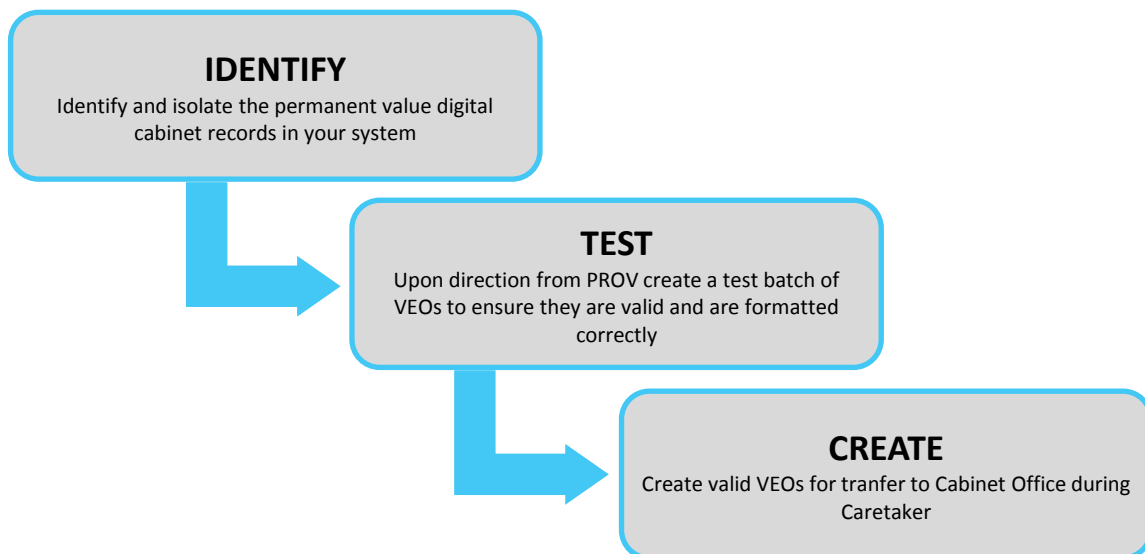 IDENTIFY
Identify and isolate the permanent value digital
cabinet records in your system
TEST
Upon direction from PROV create a test batch of
VEOs to ensure they are valid and are formatted
correctly
CREATE
Create valid VEOs for tranfer to Cabinet Office during
Caretaker